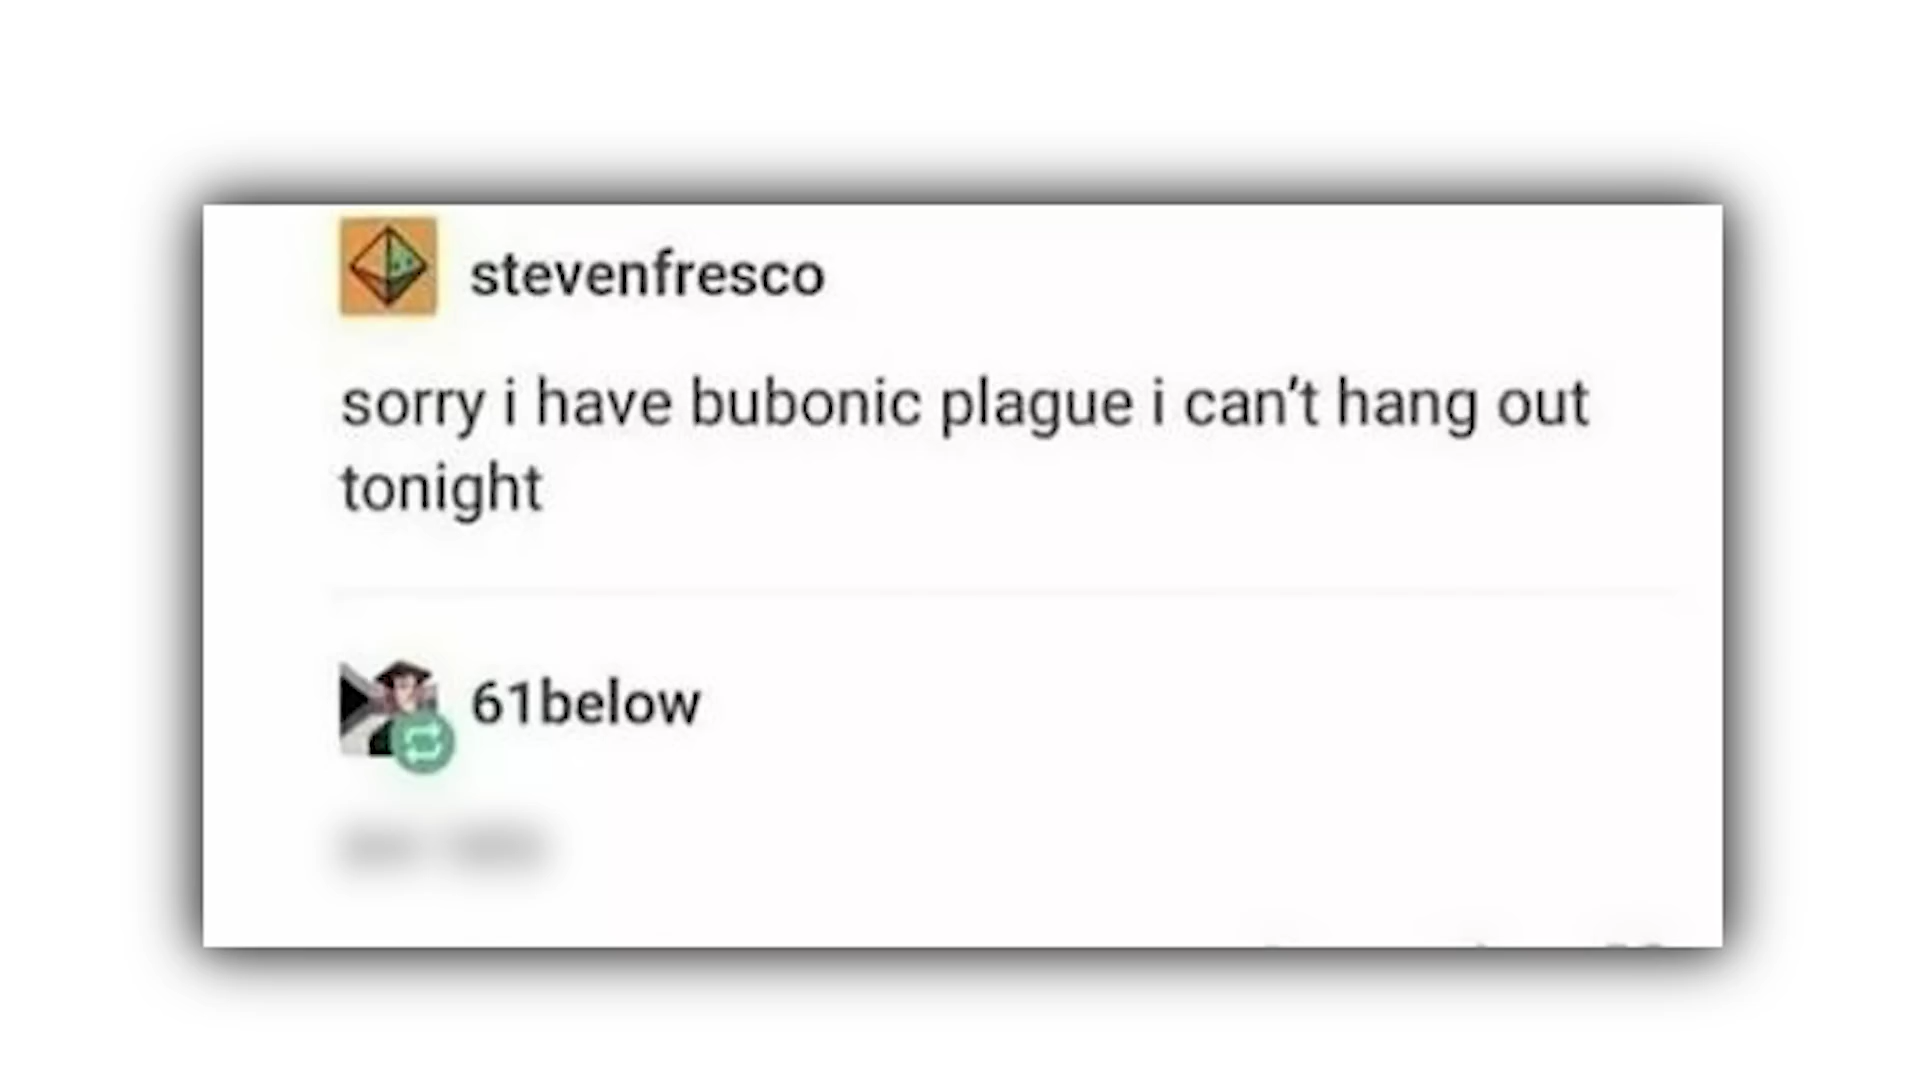 stevenfresco
sorry i have bubonic plague i can't hang out
tonight
61below